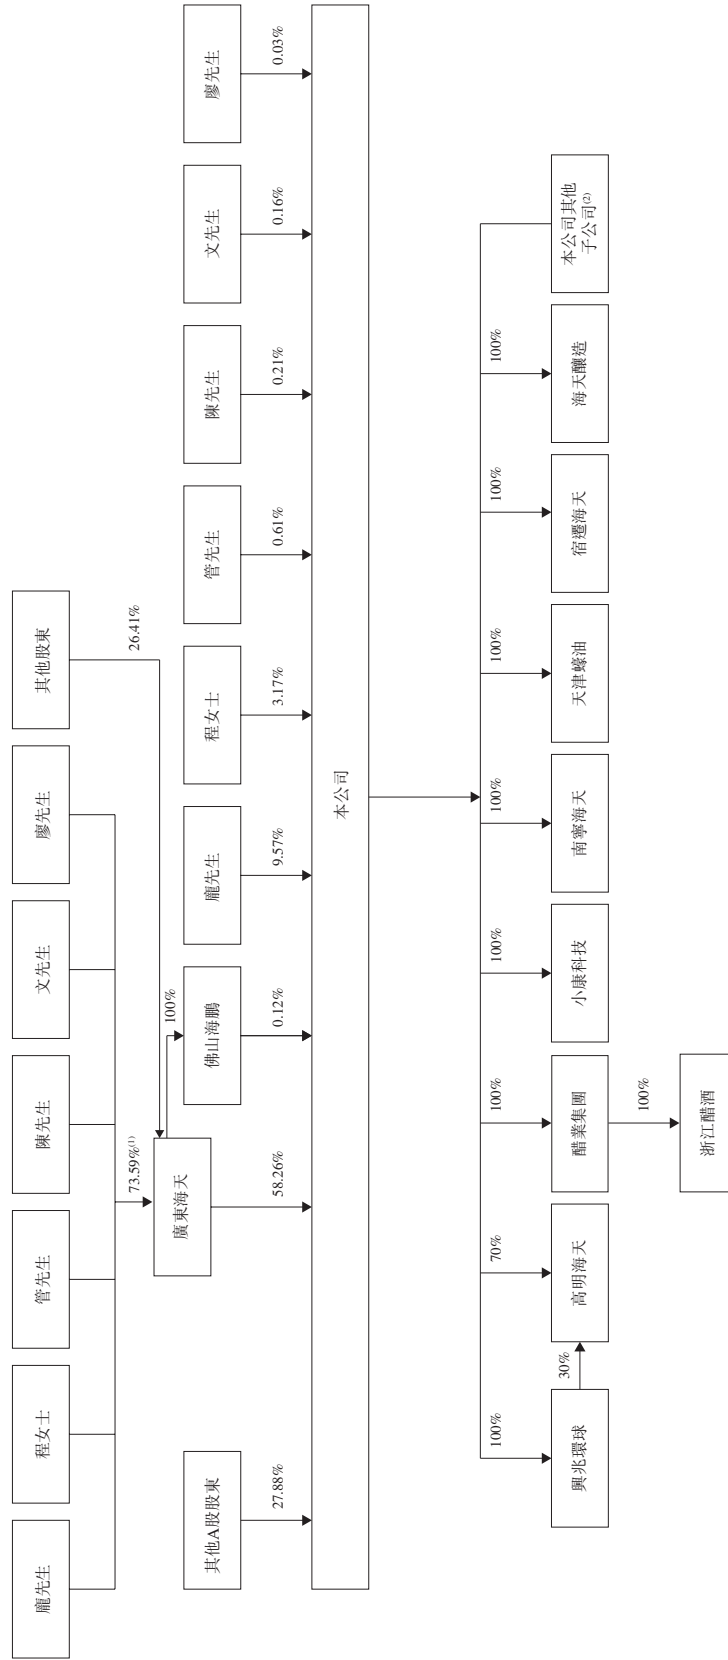 龐先生
程女士
管先生
陳先生
文先生
廖先生
其他股東
73.59%⁽¹⁾
26.41%
廣東海天
100%
其他A股股東
佛山海鵬
龐先生
程女士
管先生
陳先生
文先生
廖先生
27.88%
58.26%
0.12%
9.57%
3.17%
0.61%
0.21%
0.16%
0.03%
本公司
100%
70%
100%
100%
100%
100%
100%
100%
興兆環球
30%
高明海天
醋業集團
小康科技
南寧海天
天津蠔油
宿遷海天
海天釀造
本公司其他
子公司⁽²⁾
100%
浙江醋酒